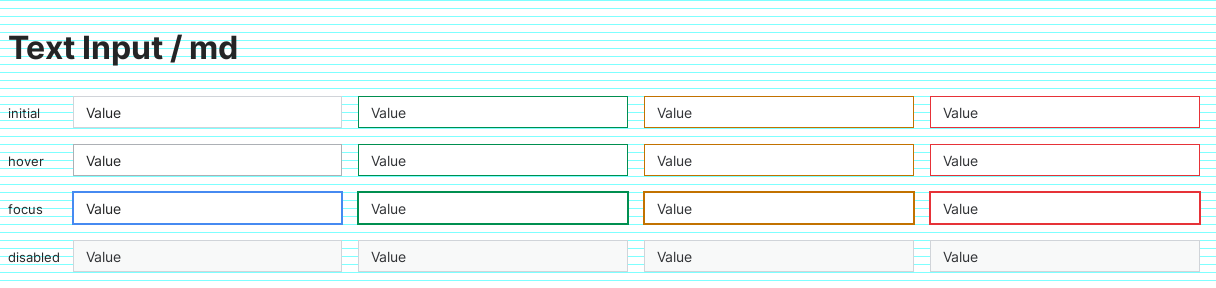 Text Input / md
initial Value Value Value Value
hover Value Value Value Value
focus Value Value Value Value
disabled Value Value Value Value